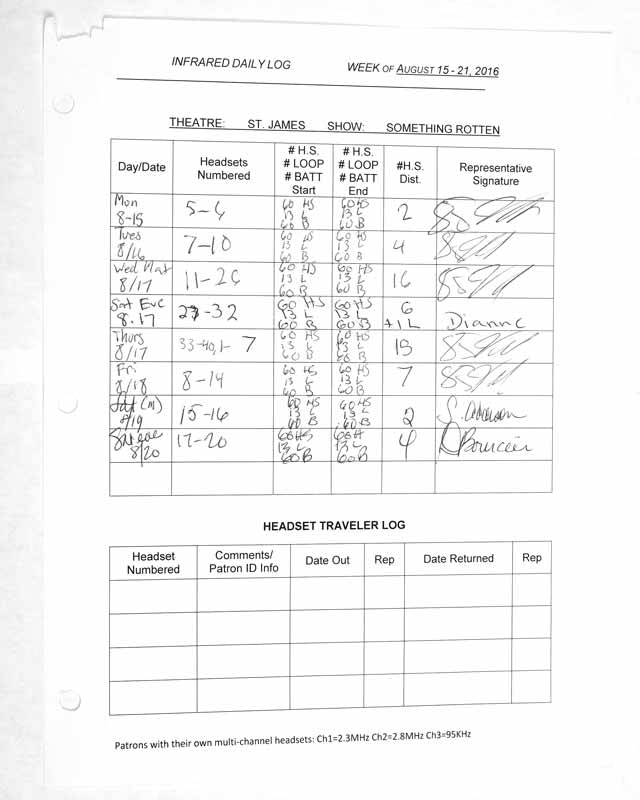 INFRARED DAILY LOG WEEK OF AUGUST 15 - 21, 2016
THEATRE: ST. JAMES SHOW: SOMETHING ROTTEN
Day/Date Headsets Numbered # H.S. # LOOP # BATT Start # H.S. # LOOP # BATT End #H.S. Dist. Representative Signature
Mon 8-15 5-6 60 HS 13 L 60 B 60 HS 13 L 60 B 2
Tues 8/16 7-10 60 HS 13 L 60 B 60 HS 13 L 60 B 4
Wed Mat 8/17 11-26 60 HS 13 L 60 B 60 HS 13 L 60 B 16
Sat Eve 8.17 27-32 60 HS 13 L 60 B 60 HS 13 L 60 B 6 +1 L Dianne
Thurs 8/17 33-40, 1-7 60 HS 13 L 60 B 60 HS 13 L 60 B 15
Fri 8/18 8-14 60 HS 13 L 60 B 60 HS 13 L 60 B 7
Sat (m) 8/19 15-16 60 HS 13 L 60 B 60 HS 13 L 60 B 2 S. Anderson
Sat eve 8/20 17-20 60 HS 13 L 60 B 60 H 13 L 60 B 4 D Bourcier
HEADSET TRAVELER LOG
Headset Numbered Comments/ Patron ID Info Date Out Rep Date Returned Rep
Patrons with their own multi-channel headsets: Ch1=2.3MHz Ch2=2.8MHz Ch3=95KHz